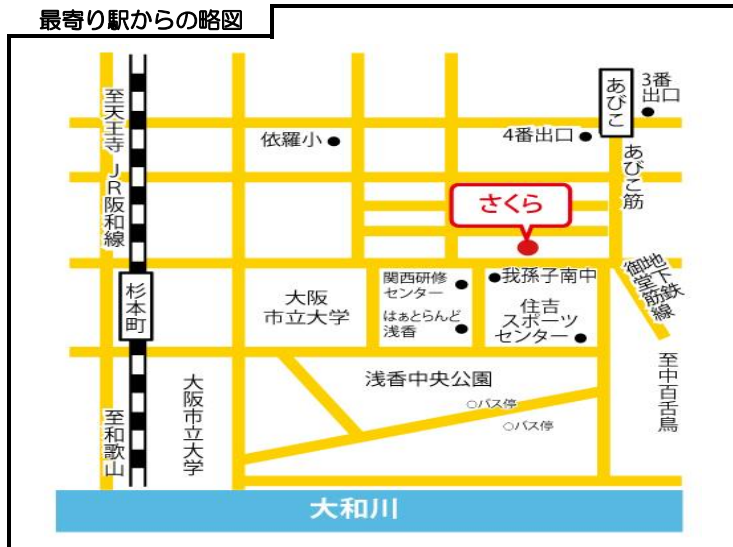 最寄り駅からの略図
至天王寺
JR阪和線
杉本町
至和歌山
依羅小
4番出口
あびこ
3番
出口
あびこ筋
さくら
地下鉄
御堂筋線
至中百舌鳥
大阪
市立大学
関西研修
センター
はぁとらんど
浅香
我孫子南中
住吉
スポーツ
センター
浅香中央公園
○バス停
○バス停
大阪市立大学
大和川